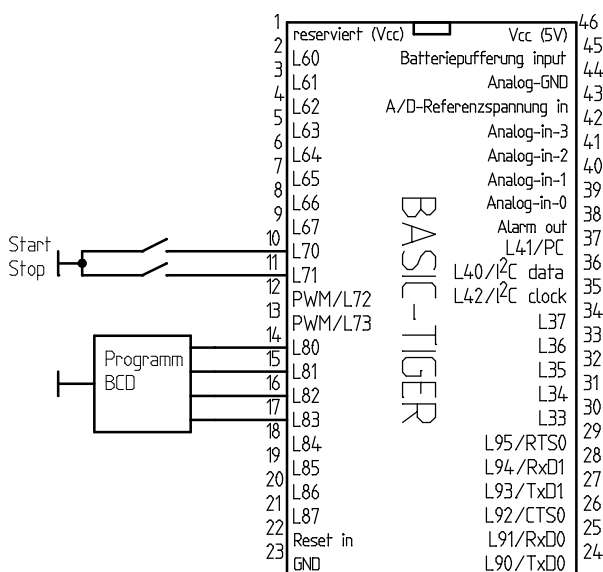 1
reserviert (Vcc)
2
L60
3
L61
4
L62
5
L63
6
L64
7
L65
8
L66
9
L67
10
L70
11
L71
12
PWM/L72
13
PWM/L73
14
L80
15
L81
16
L82
17
L83
18
L84
19
L85
20
L86
21
L87
22
Reset in
23
GND
Start
Stop
Programm
BCD
BASIC-TIGER
46
Vcc (5V)
45
Batteriepufferung input
44
Analog-GND
43
A/D-Referenzspannung in
42
Analog-in-3
41
Analog-in-2
40
Analog-in-1
39
Analog-in-0
38
Alarm out
37
L41/PC
36
L40/I²C data
35
L42/I²C clock
34
L37
33
L36
32
L35
31
L34
30
L33
29
L95/RTS0
28
L94/RxD1
27
L93/TxD1
26
L92/CTS0
25
L91/RxD0
24
L90/TxD0